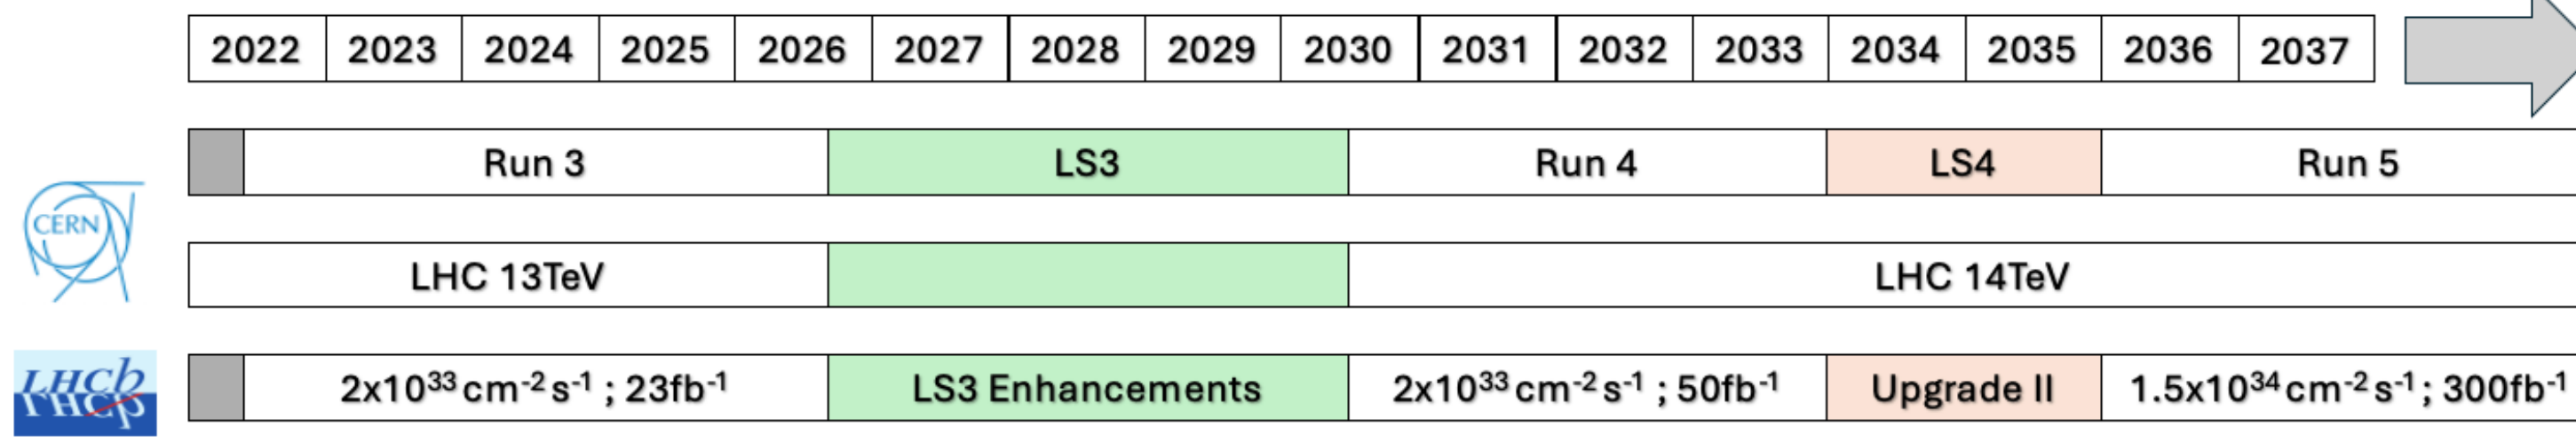 2022 2023 2024 2025 2026 2027 2028 2029 2030 2031 2032 2033 2034 2035 2036 2037
Run 3 LS3 Run 4 LS4 Run 5
CERN
LHC 13TeV LHC 14TeV
LHCb
2x10³³ cm⁻² s⁻¹ ; 23fb⁻¹ LS3 Enhancements 2x10³³ cm⁻² s⁻¹ ; 50fb⁻¹ Upgrade II 1.5x10³⁴ cm⁻² s⁻¹ ; 300fb⁻¹